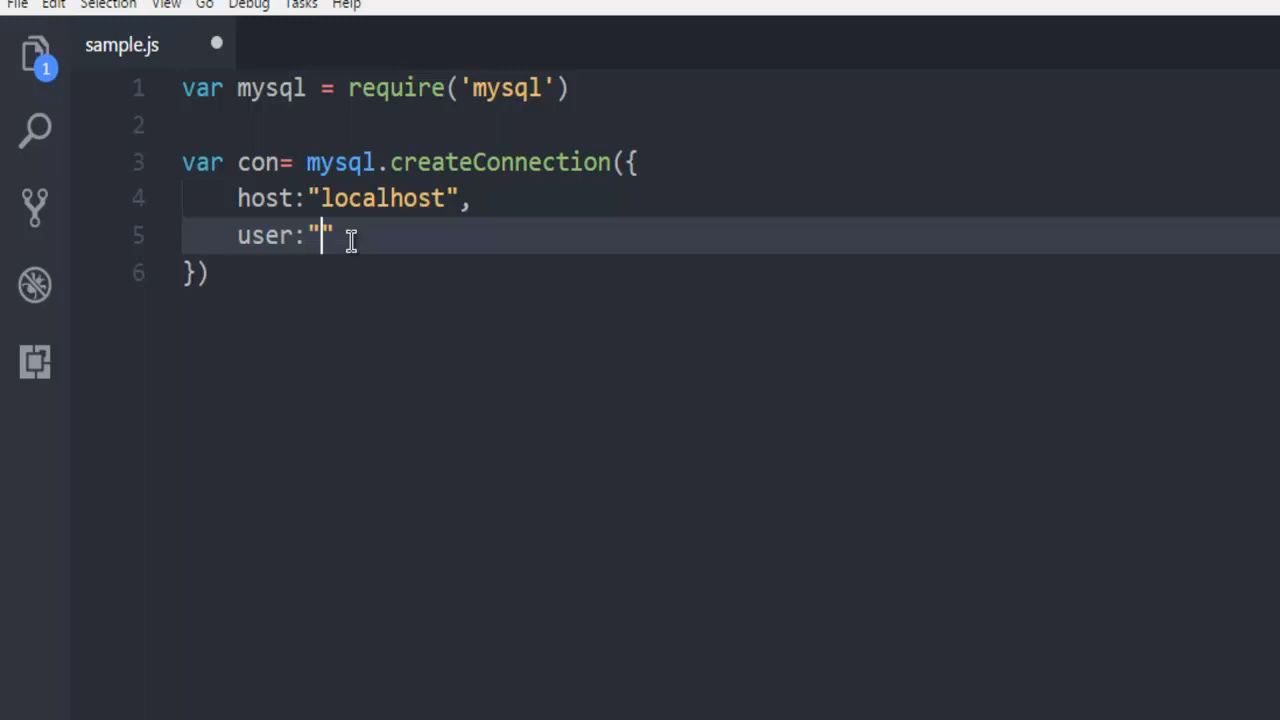 File Edit Selection View Go Debug Tasks Help
sample.js
1
1 var mysql = require('mysql')
2
3 var con= mysql.createConnection({
4 host:"localhost",
5 user:""
6 })